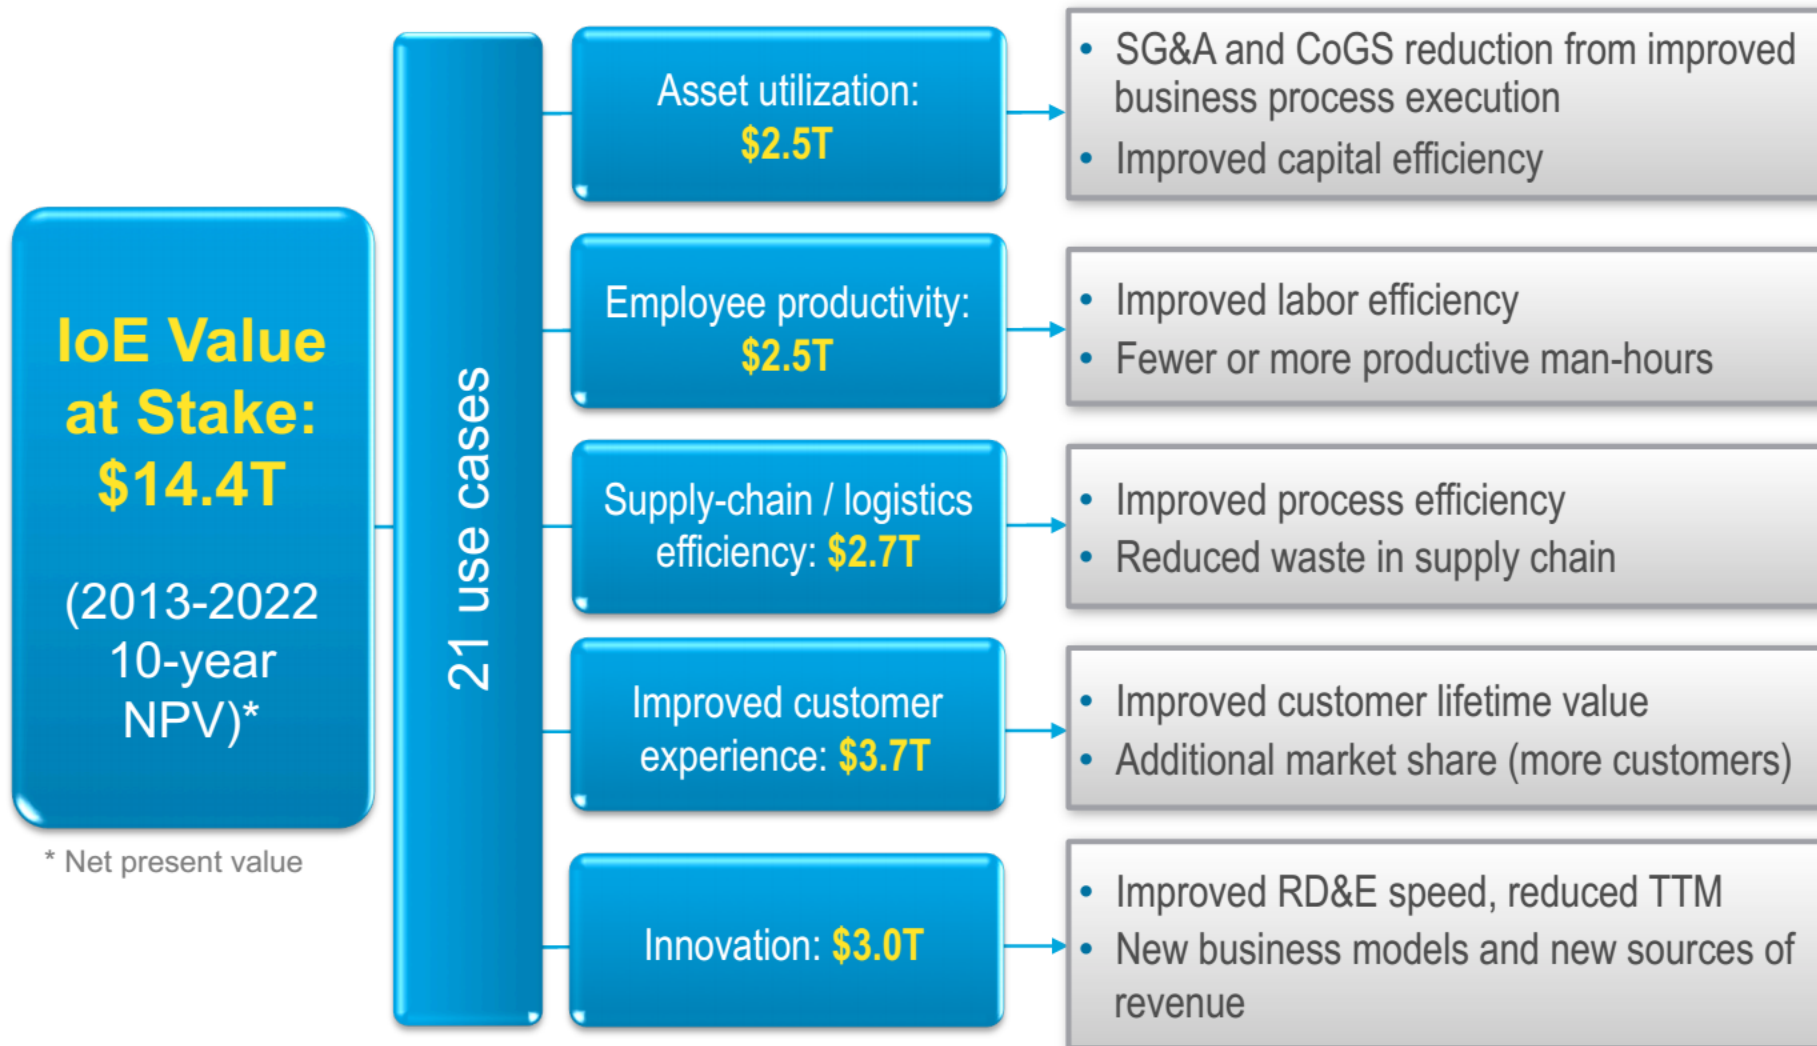 IoE Value
at Stake:
$14.4T
(2013-2022
10-year
NPV)*
* Net present value
21 use cases
Asset utilization:
$2.5T
• SG&A and CoGS reduction from improved
business process execution
• Improved capital efficiency
Employee productivity:
$2.5T
• Improved labor efficiency
• Fewer or more productive man-hours
Supply-chain / logistics
efficiency: $2.7T
• Improved process efficiency
• Reduced waste in supply chain
Improved customer
experience: $3.7T
• Improved customer lifetime value
• Additional market share (more customers)
Innovation: $3.0T
• Improved RD&E speed, reduced TTM
• New business models and new sources of
revenue